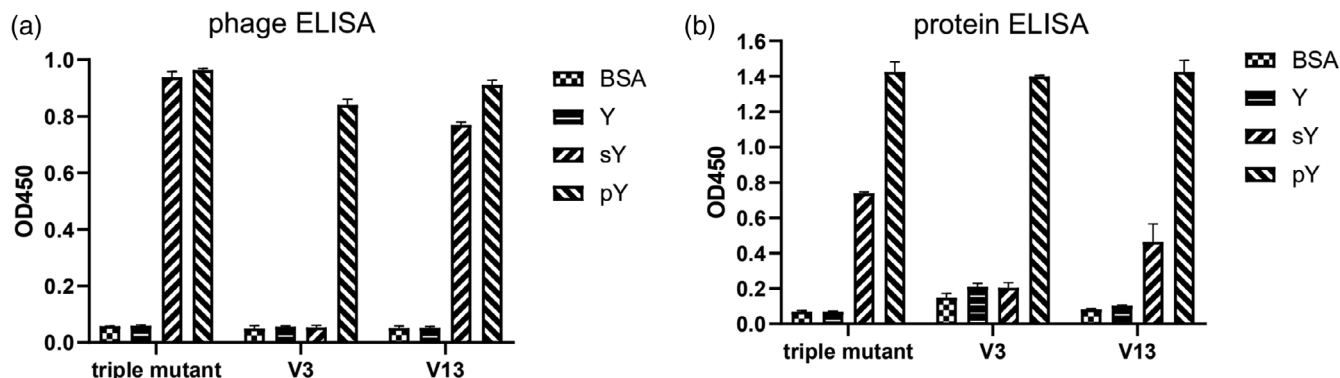 (a) phage ELISA
OD450
1.0
0.8
0.6
0.4
0.2
0.0
triple mutant V3 V13
BSA
Y
sY
pY
(b) protein ELISA
OD450
1.6
1.4
1.2
1.0
0.8
0.6
0.4
0.2
0.0
triple mutant V3 V13
BSA
Y
sY
pY